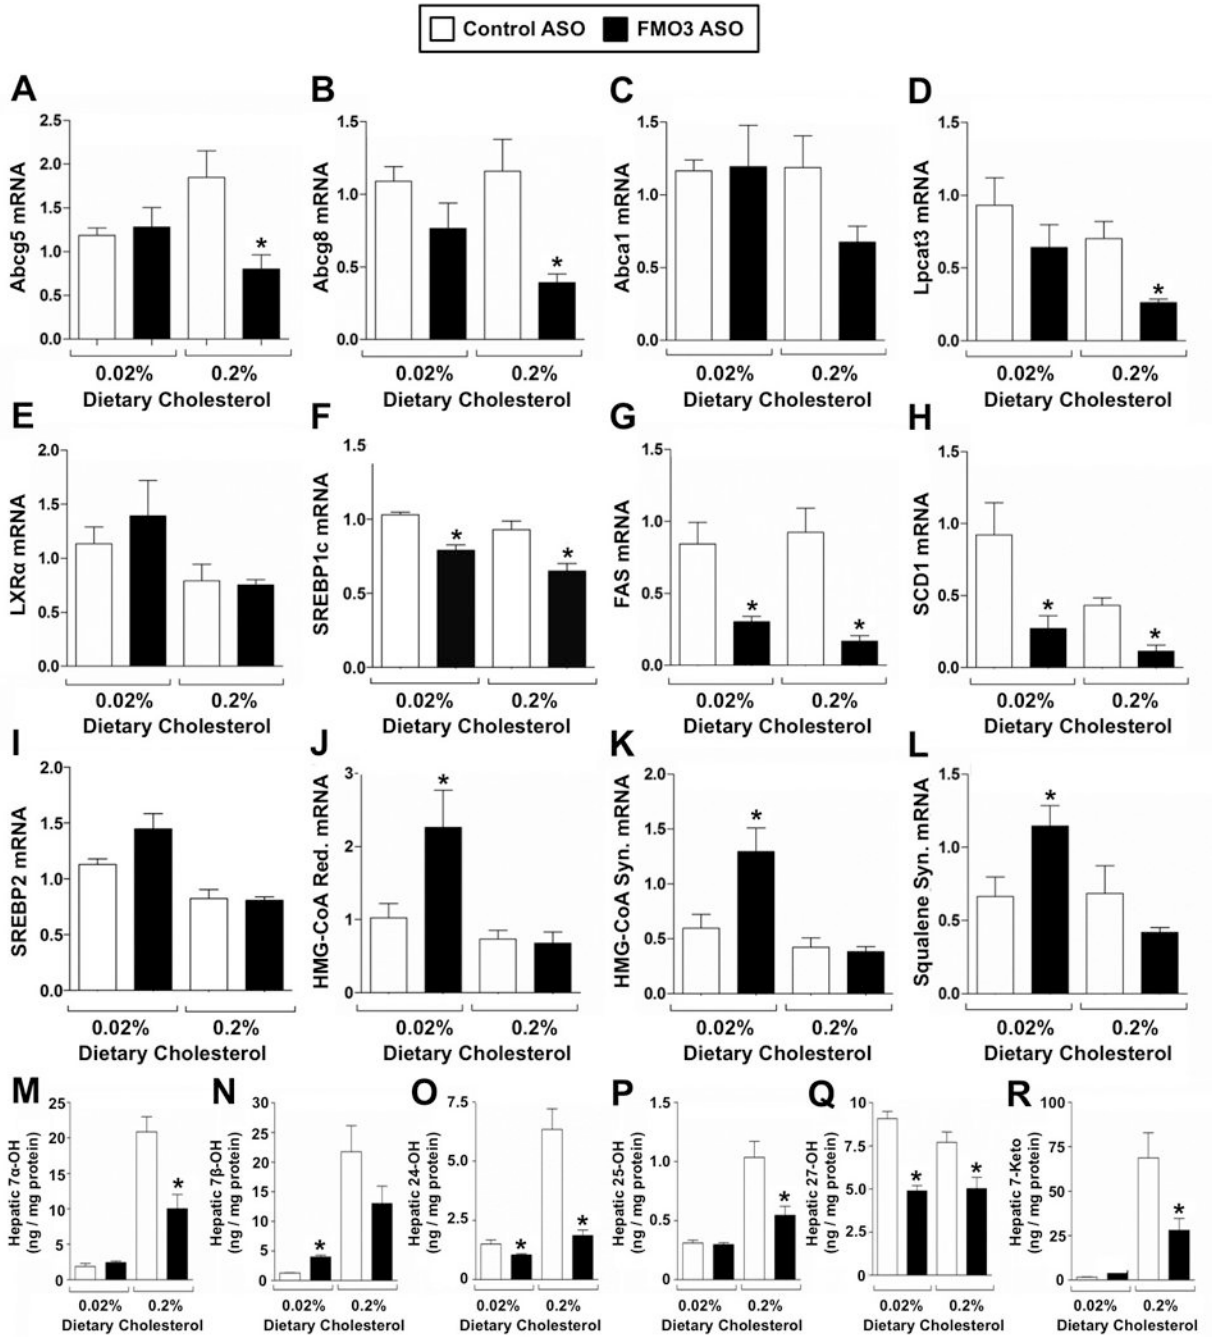 Control ASO FMO3 ASO
A
Abcg5 mRNA
2.5
2.0
1.5
1.0
0.5
0.0
*
0.02% 0.2%
Dietary Cholesterol
B
Abcg8 mRNA
1.5
1.0
0.5
0.0
*
0.02% 0.2%
Dietary Cholesterol
C
Abca1 mRNA
1.5
1.0
0.5
0.0
0.02% 0.2%
Dietary Cholesterol
D
Lpcat3 mRNA
1.5
1.0
0.5
0.0
*
0.02% 0.2%
Dietary Cholesterol
E
LXRα mRNA
2.0
1.5
1.0
0.5
0.0
0.02% 0.2%
Dietary Cholesterol
F
SREBP1c mRNA
1.5
1.0
0.5
0.0
* *
0.02% 0.2%
Dietary Cholesterol
G
FAS mRNA
1.5
1.0
0.5
0.0
* *
0.02% 0.2%
Dietary Cholesterol
H
SCD1 mRNA
1.5
1.0
0.5
0.0
* *
0.02% 0.2%
Dietary Cholesterol
I
SREBP2 mRNA
2.0
1.5
1.0
0.5
0.0
0.02% 0.2%
Dietary Cholesterol
J
HMG-CoA Red. mRNA
3
2
1
0
*
0.02% 0.2%
Dietary Cholesterol
K
HMG-CoA Syn. mRNA
2.0
1.5
1.0
0.5
0.0
*
0.02% 0.2%
Dietary Cholesterol
L
Squalene Syn. mRNA
1.5
1.0
0.5
0.0
*
0.02% 0.2%
Dietary Cholesterol
M
Hepatic 7α-OH
(ng / mg protein)
25
20
15
10
5
0
*
0.02% 0.2%
Dietary Cholesterol
N
Hepatic 7β-OH
(ng / mg protein)
30
25
20
15
10
5
0
*
0.02% 0.2%
Dietary Cholesterol
O
Hepatic 24-OH
(ng / mg protein)
7.5
5.0
2.5
0
* *
0.02% 0.2%
Dietary Cholesterol
P
Hepatic 25-OH
(ng / mg protein)
1.5
1.0
0.5
0
*
0.02% 0.2%
Dietary Cholesterol
Q
Hepatic 27-OH
(ng / mg protein)
10
7.5
5.0
2.5
0
* *
0.02% 0.2%
Dietary Cholesterol
R
Hepatic 7-Keto
(ng / mg protein)
100
75
50
25
0
*
0.02% 0.2%
Dietary Cholesterol